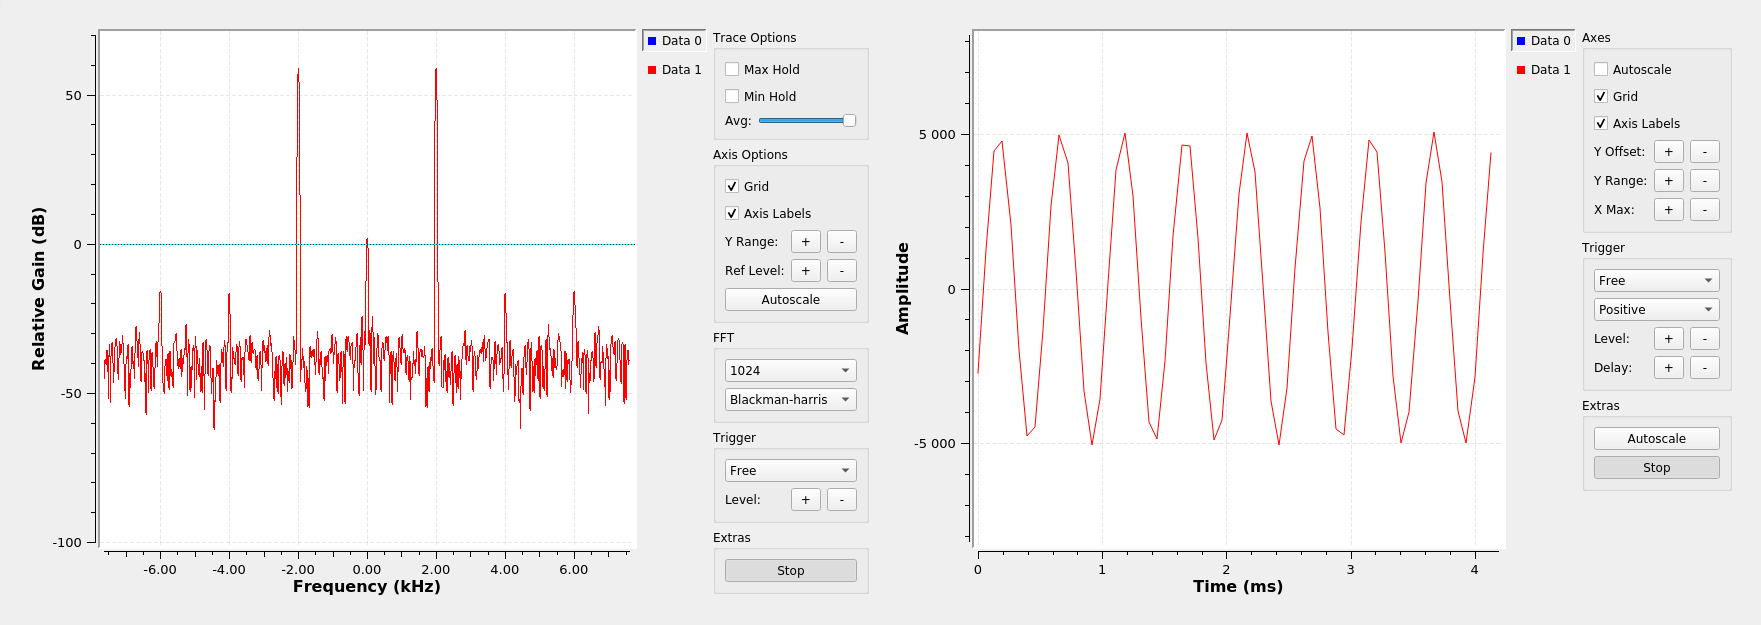 Relative Gain (dB)
50
0
-50
-100
-6.00 -4.00 -2.00 0.00 2.00 4.00 6.00
Frequency (kHz)
Data 0
Data 1
Trace Options
Max Hold
Min Hold
Avg:
Axis Options
Grid
Axis Labels
Y Range: + -
Ref Level: + -
Autoscale
FFT
1024
Blackman-harris
Trigger
Free
Level: + -
Extras
Stop
Amplitude
5 000
0
-5 000
0 1 2 3 4
Time (ms)
Data 0
Data 1
Axes
Autoscale
Grid
Axis Labels
Y Offset: + -
Y Range: + -
X Max: + -
Trigger
Free
Positive
Level: + -
Delay: + -
Extras
Autoscale
Stop